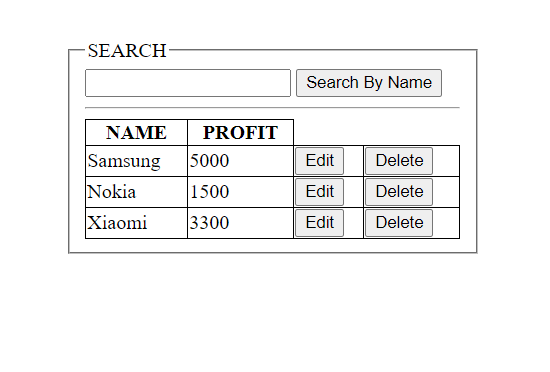 SEARCH
Search By Name
NAME PROFIT
Samsung 5000 Edit Delete
Nokia 1500 Edit Delete
Xiaomi 3300 Edit Delete